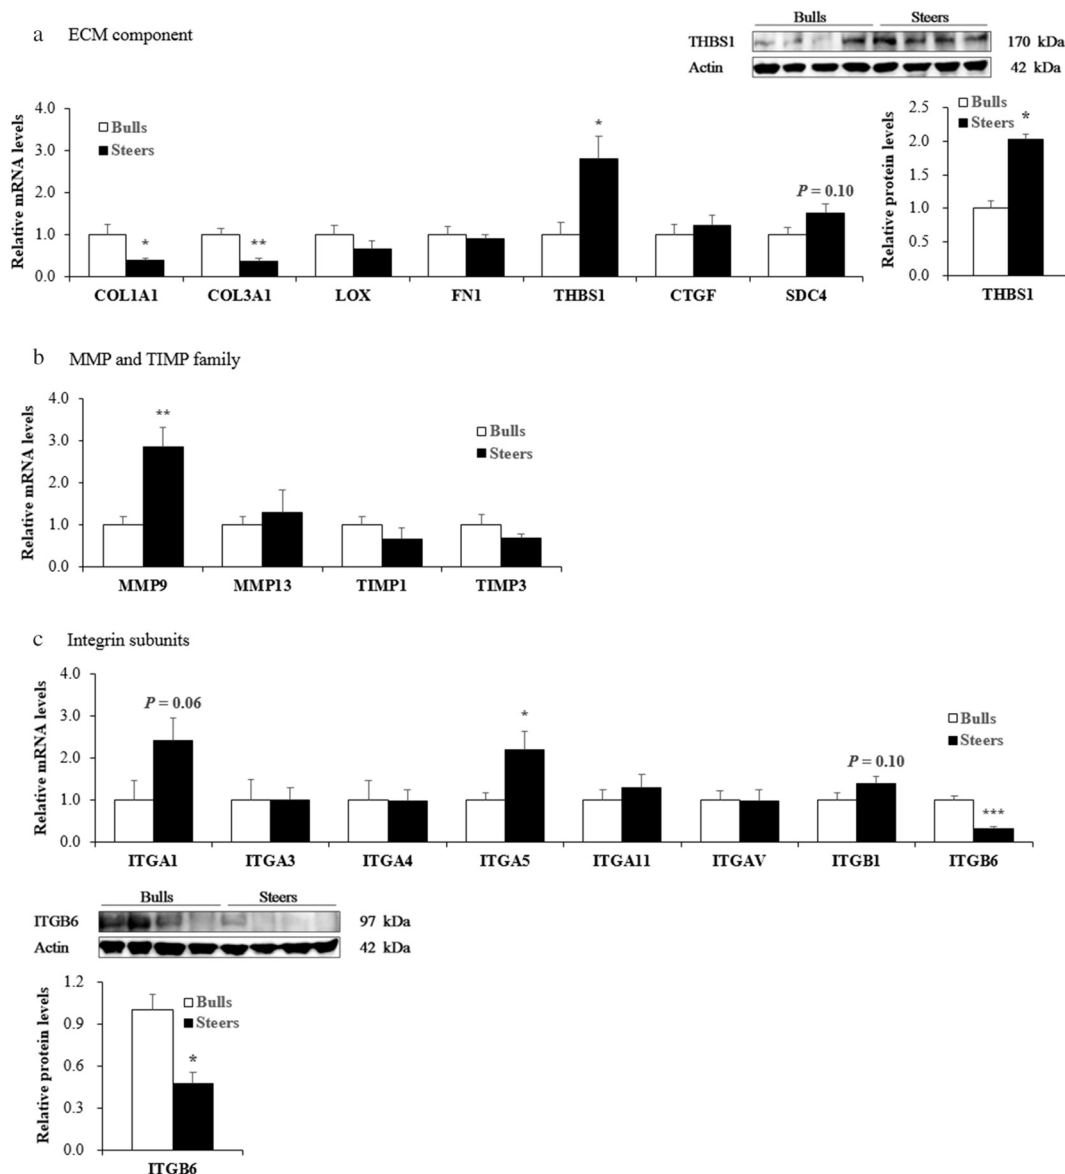 a ECM component
Bulls Steers
THBS1 170 kDa
Actin 42 kDa
Relative mRNA levels
4.0
3.0
2.0
1.0
0.0
Bulls
Steers
*
**
*
P = 0.10
COL1A1 COL3A1 LOX FN1 THBS1 CTGF SDC4
Relative protein levels
2.5
2.0
1.5
1.0
0.5
0.0
Bulls
Steers
*
THBS1
b MMP and TIMP family
Relative mRNA levels
4.0
3.0
2.0
1.0
0.0
**
Bulls
Steers
MMP9 MMP13 TIMP1 TIMP3
c Integrin subunits
Relative mRNA levels
4.0
3.0
2.0
1.0
0.0
P = 0.06
*
P = 0.10
***
Bulls
Steers
ITGA1 ITGA3 ITGA4 ITGA5 ITGA11 ITGAV ITGB1 ITGB6
Bulls Steers
ITGB6 97 kDa
Actin 42 kDa
Relative protein levels
1.2
0.9
0.6
0.3
0.0
Bulls
Steers
*
ITGB6